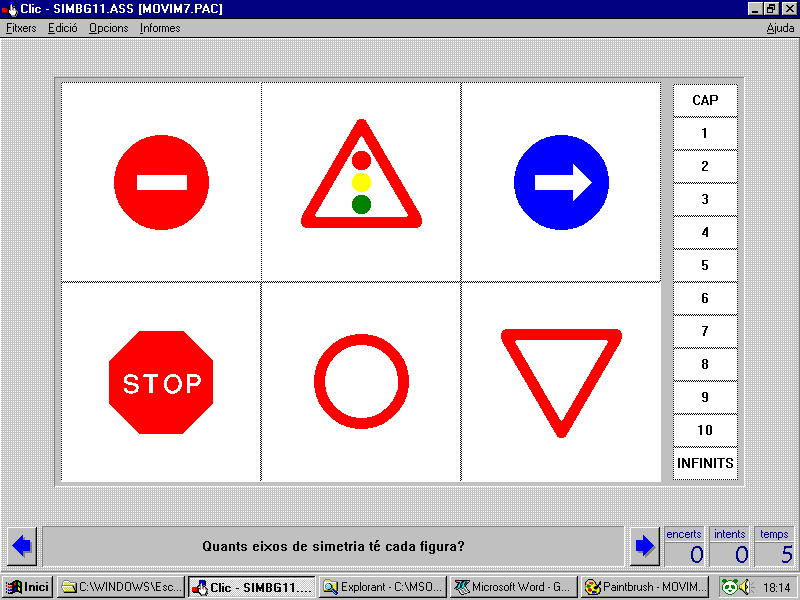 Clic - SIMBG11.ASS [MOVIM7.PAC]
Fitxers Edició Opcions Informes Ajuda
CAP
1
2
3
4
5
6
7
8
9
10
INFINITS
STOP
Quants eixos de simetria té cada figura?
encerts intents temps
0 0 5
Inici C:\WINDOWS\Esc... Clic - SIMBG11.... Explorant - C:\MSO... Microsoft Word - G... Paintbrush - MOVIM... 18:14